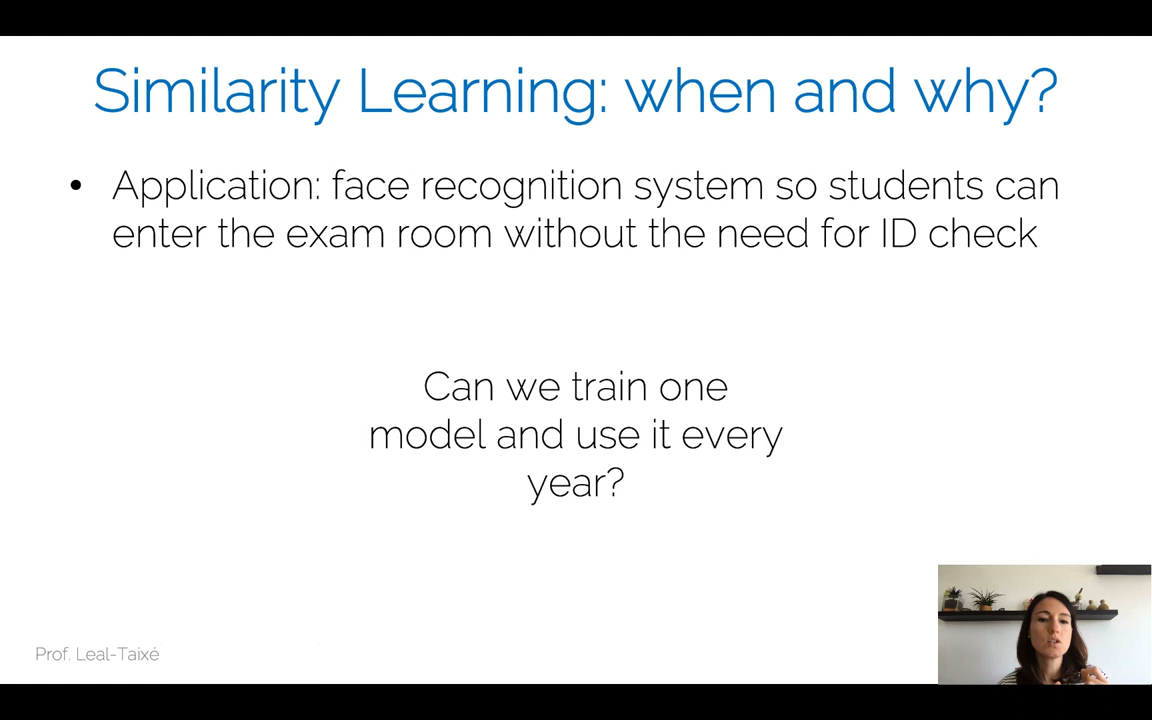 Similarity Learning: when and why?
• Application: face recognition system so students can
enter the exam room without the need for ID check
Can we train one
model and use it every
year?
Prof. Leal-Taixé